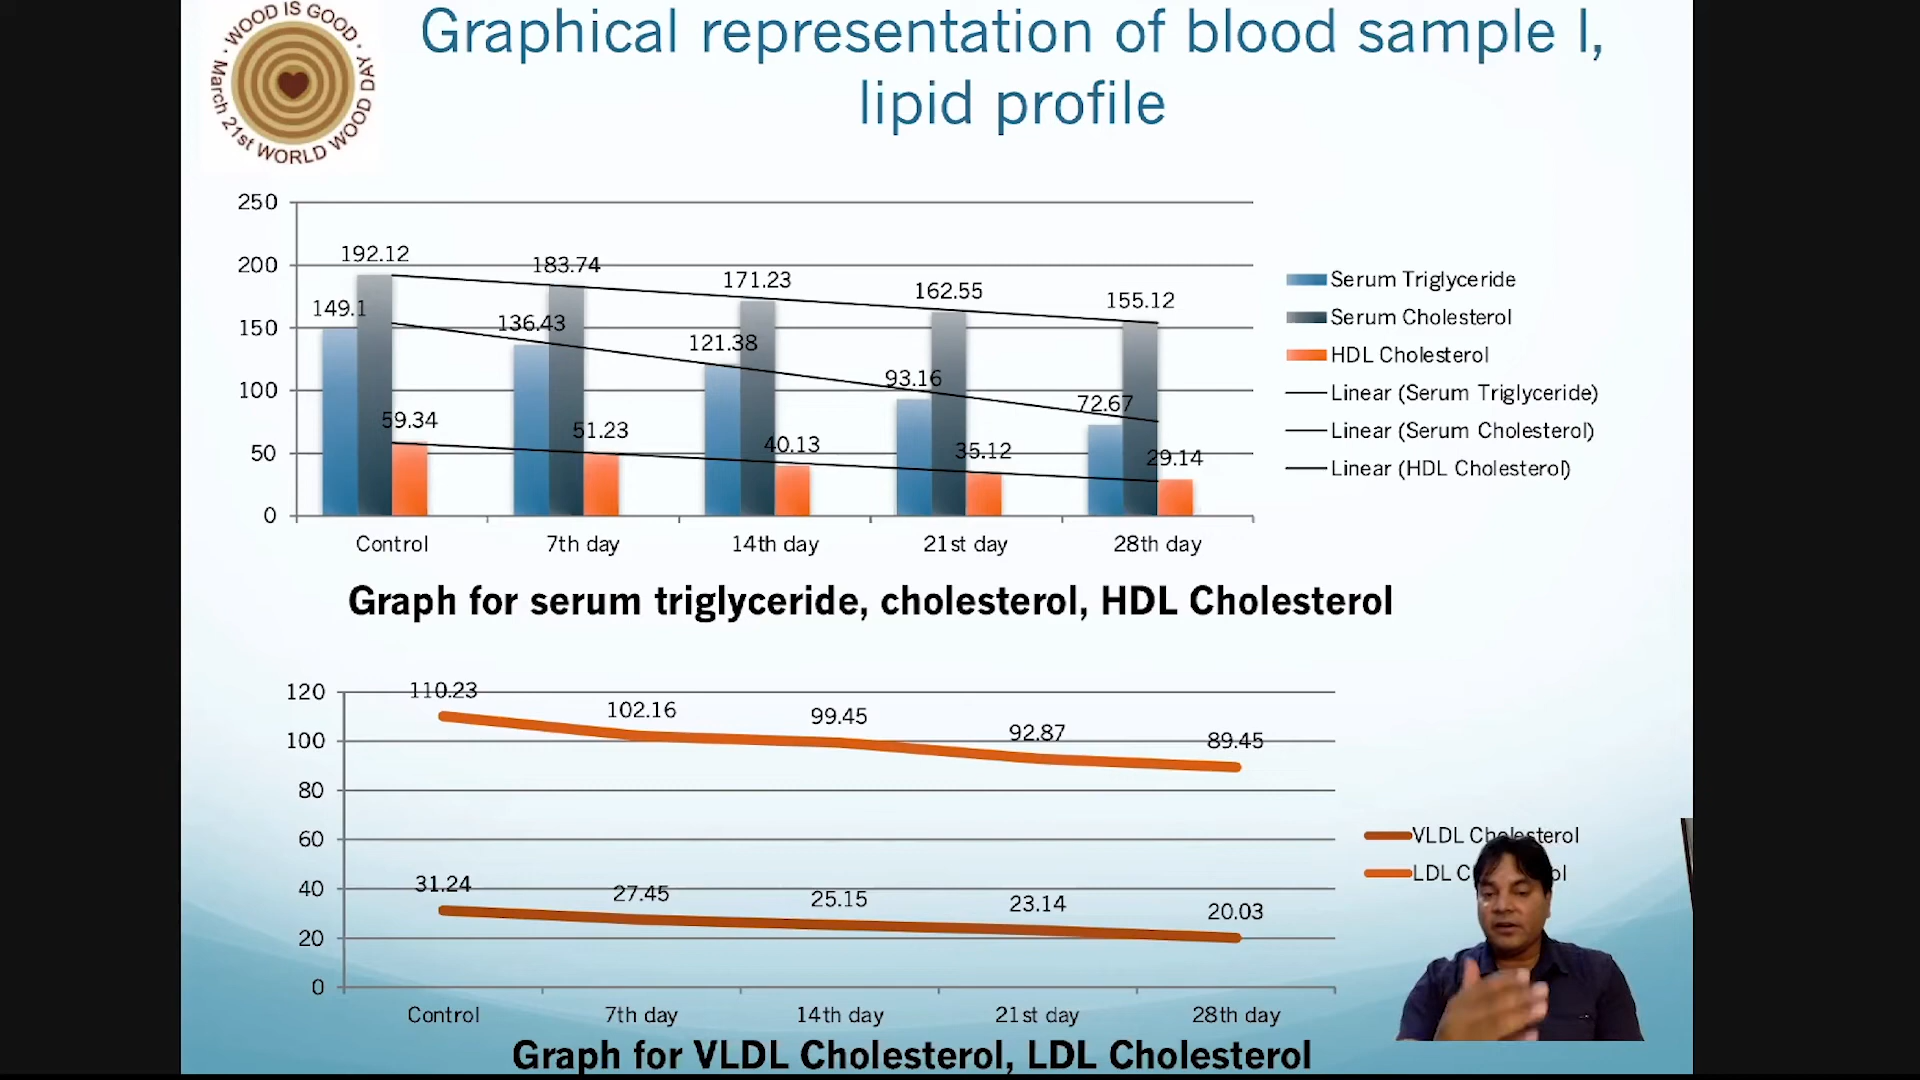 WOOD IS GOOD · March 21st WORLD WOOD DAY ·
Graphical representation of blood sample I,
lipid profile
250
200
150
100
50
0
192.12
183.74
171.23
162.55
155.12
149.1
136.43
121.38
93.16
72.67
59.34
51.23
40.13
35.12
29.14
Control 7th day 14th day 21st day 28th day
Serum Triglyceride
Serum Cholesterol
HDL Cholesterol
Linear (Serum Triglyceride)
Linear (Serum Cholesterol)
Linear (HDL Cholesterol)
Graph for serum triglyceride, cholesterol, HDL Cholesterol
120
100
80
60
40
20
0
110.23
102.16
99.45
92.87
89.45
31.24
27.45
25.15
23.14
20.03
Control 7th day 14th day 21st day 28th day
VLDL Cholesterol
LDL
Graph for VLDL Cholesterol, LDL Cholesterol